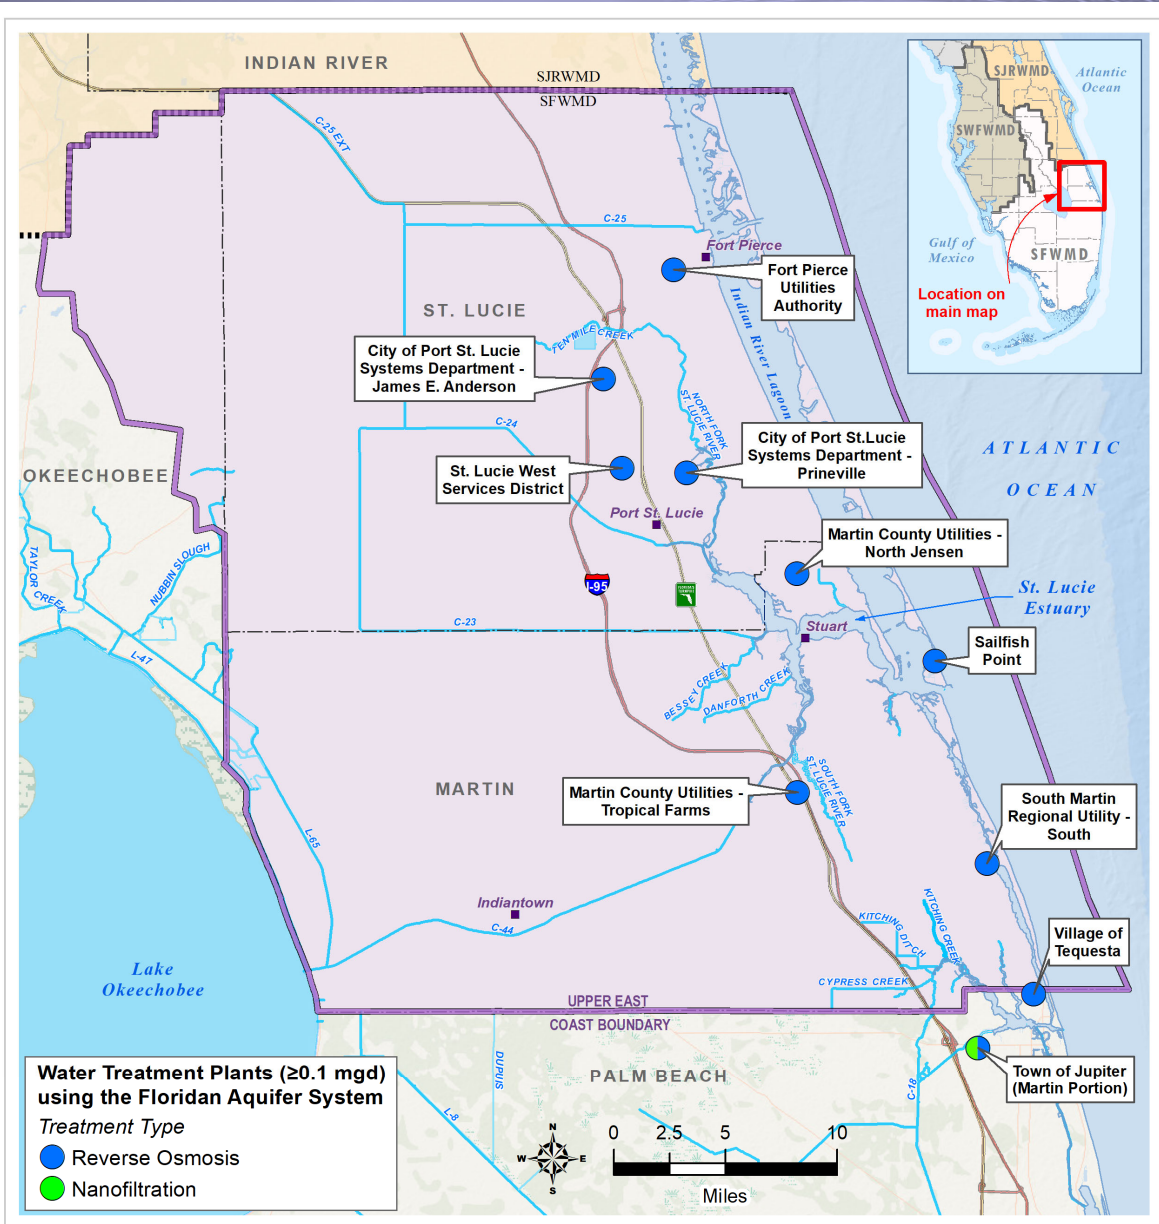 INDIAN RIVER
SJRWMD
SFWMD
C-25 EXT
C-25
Fort Pierce
Fort Pierce
Utilities
Authority
ST. LUCIE
TEN MILE CREEK
Indian River Lagoon
City of Port St. Lucie
Systems Department -
James E. Anderson
NORTH FORK
ST. LUCIE RIVER
C-24
City of Port St.Lucie
Systems Department -
Prineville
St. Lucie West
Services District
Port St. Lucie
OKEECHOBEE
ATLANTIC
OCEAN
Martin County Utilities -
North Jensen
TAYLOR CREEK
NUBBIN SLOUGH
I-95
FLORIDA'S
TURNPIKE
St. Lucie
Estuary
C-23
Stuart
Sailfish
Point
L-47
BESSEY CREEK
DANFORTH CREEK
MARTIN
Martin County Utilities -
Tropical Farms
SOUTH FORK
ST. LUCIE RIVER
South Martin
Regional Utility -
South
L-65
Indiantown
C-44
KITCHING DITCH
KITCHING CREEK
Village of
Tequesta
Lake
Okeechobee
CYPRESS CREEK
UPPER EAST
COAST BOUNDARY
PALM BEACH
DUPUIS
L-8
C-18
Town of Jupiter
(Martin Portion)
Water Treatment Plants (≥0.1 mgd)
using the Floridan Aquifer System
Treatment Type
Reverse Osmosis
Nanofiltration
N
W
E
S
0 2.5 5 10
Miles
SJRWMD
Atlantic
Ocean
SWFWMD
Gulf of
Mexico
SFWMD
Location on
main map